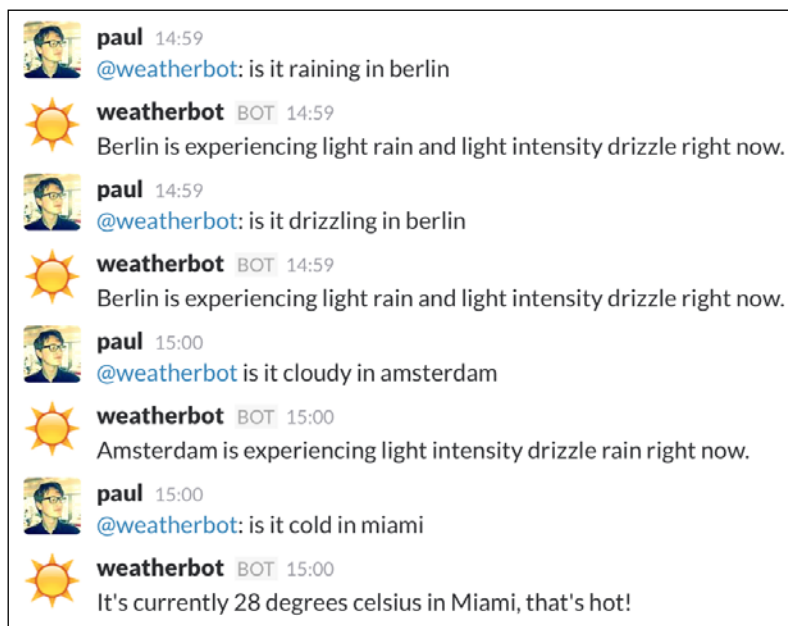 paul 14:59
@weatherbot: is it raining in berlin
weatherbot BOT 14:59
Berlin is experiencing light rain and light intensity drizzle right now.
paul 14:59
@weatherbot: is it drizzling in berlin
weatherbot BOT 14:59
Berlin is experiencing light rain and light intensity drizzle right now.
paul 15:00
@weatherbot is it cloudy in amsterdam
weatherbot BOT 15:00
Amsterdam is experiencing light intensity drizzle rain right now.
paul 15:00
@weatherbot: is it cold in miami
weatherbot BOT 15:00
It's currently 28 degrees celsius in Miami, that's hot!